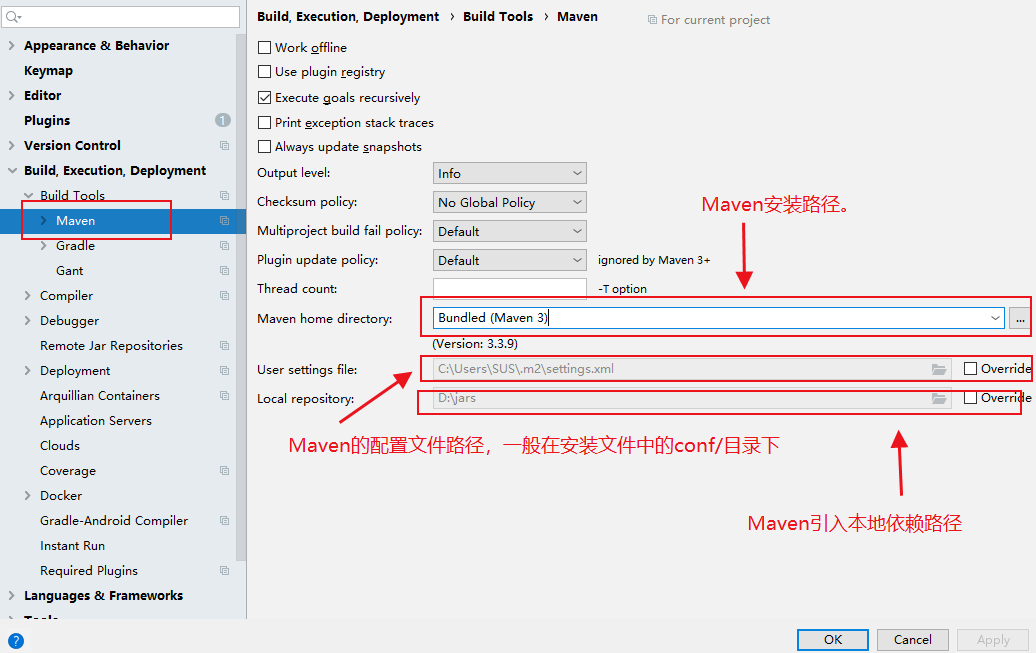 Appearance & Behavior
Keymap
Editor
Plugins
1
Version Control
Build, Execution, Deployment
Build Tools
Maven
Gradle
Gant
Compiler
Debugger
Remote Jar Repositories
Deployment
Arquillian Containers
Application Servers
Clouds
Coverage
Docker
Gradle-Android Compiler
Instant Run
Required Plugins
Languages & Frameworks
Tools
?
Build, Execution, Deployment › Build Tools › Maven
For current project
Work offline
Use plugin registry
Execute goals recursively
Print exception stack traces
Always update snapshots
Output level: Info
Checksum policy: No Global Policy
Maven安装路径。
Multiproject build fail policy: Default
Plugin update policy: Default ignored by Maven 3+
Thread count: -T option
Maven home directory: Bundled (Maven 3) ...
(Version: 3.3.9)
User settings file: C:\Users\SUS\.m2\settings.xml Override
Local repository: D:\jars Override
Maven的配置文件路径，一般在安装文件中的conf/目录下
Maven引入本地依赖路径
OK Cancel Apply